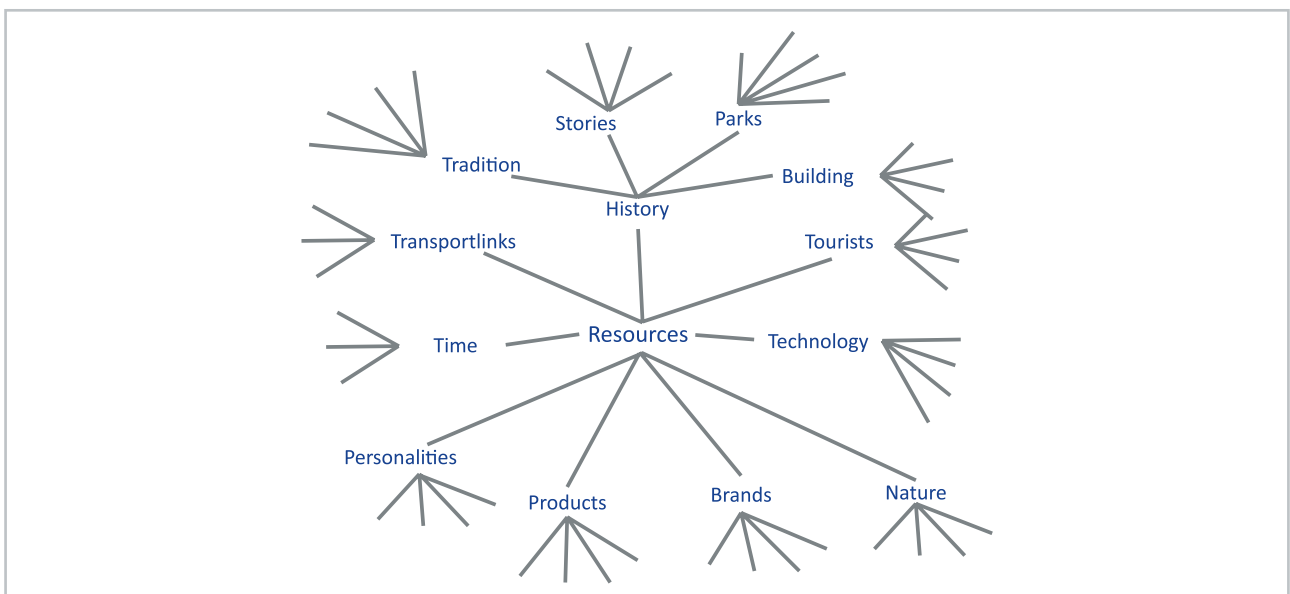 Stories
Parks
Tradition
Building
History
Transportlinks
Tourists
Resources
Time
Technology
Personalities
Products
Brands
Nature